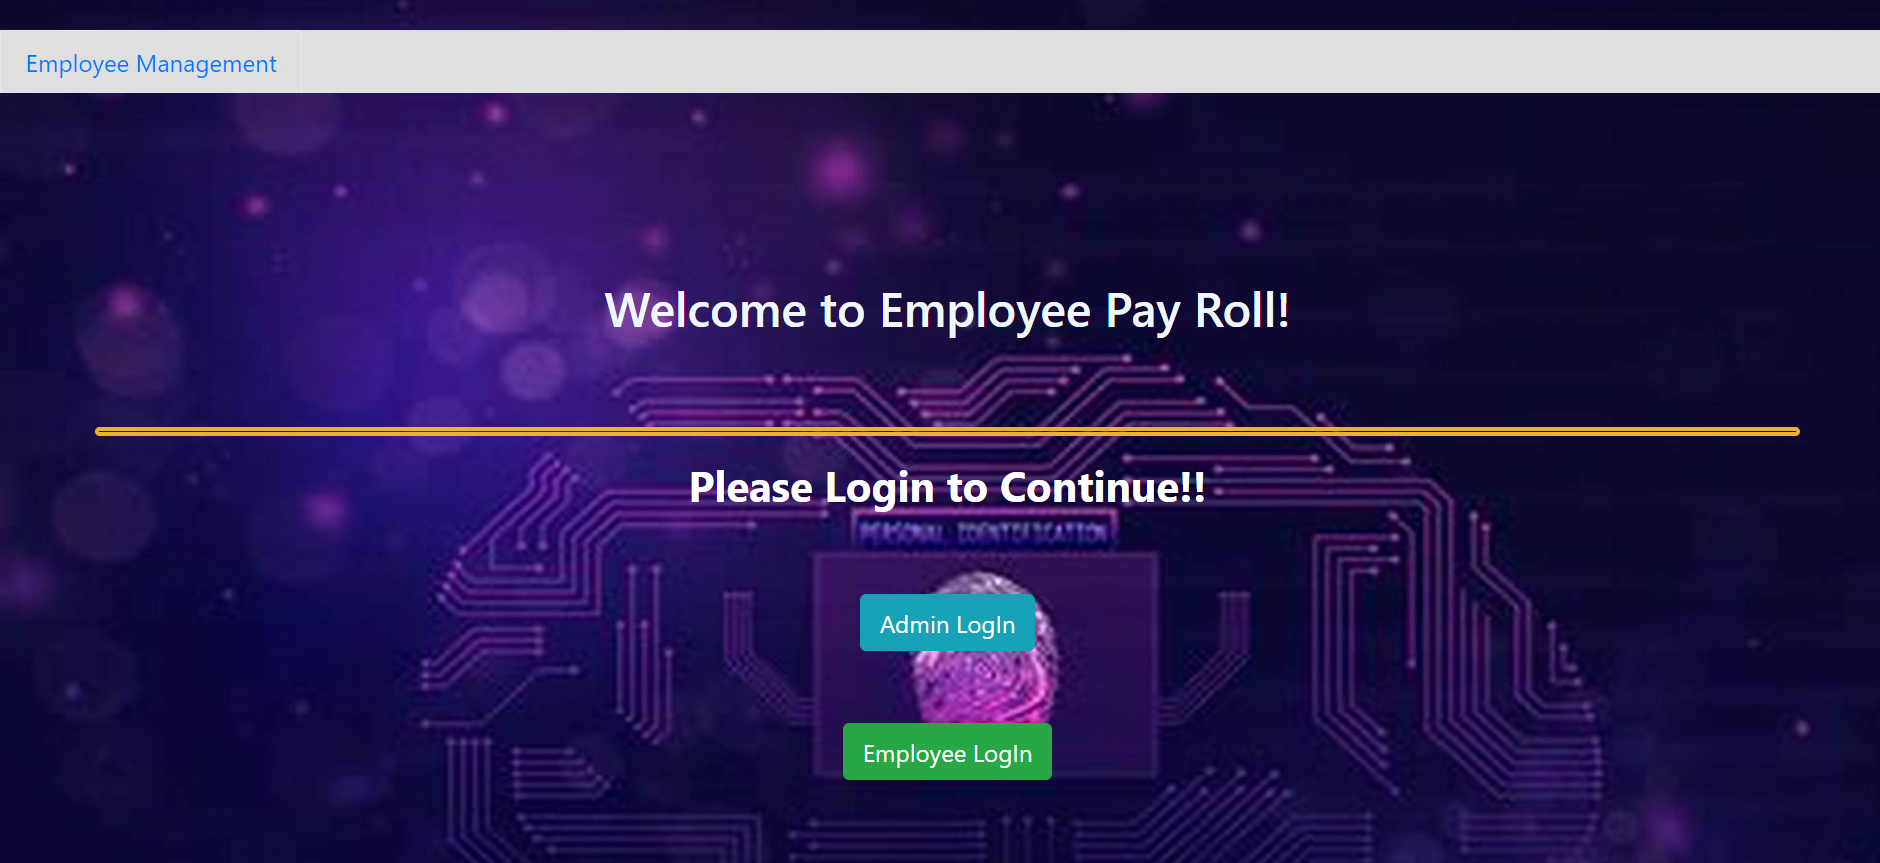 Employee Management
Welcome to Employee Pay Roll!
Please Login to Continue!!
PERSONAL IDENTIFICATION
Admin LogIn
Employee LogIn